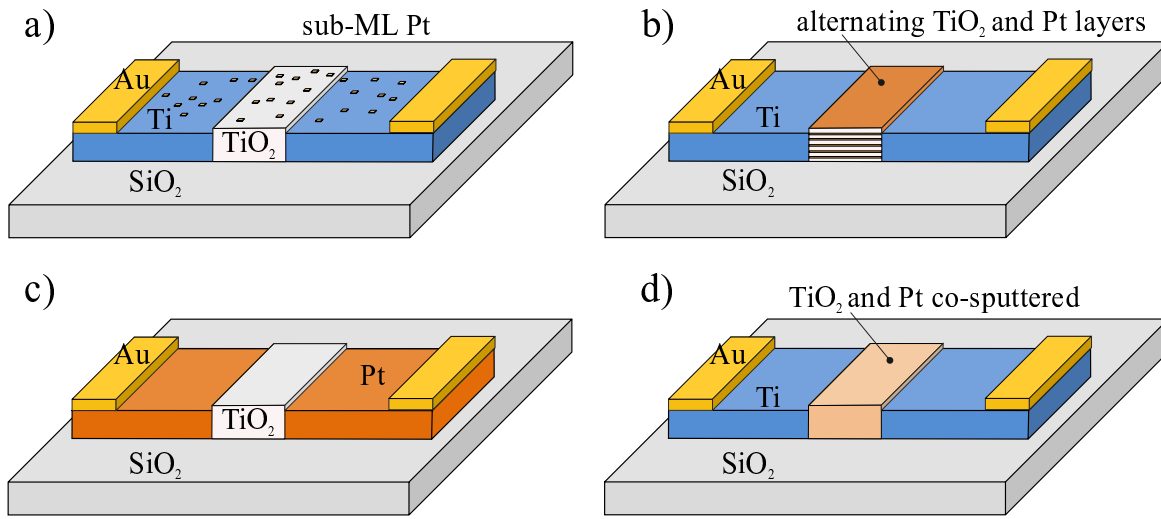 a)
sub-ML Pt
Au
Ti
TiO₂
SiO₂
b)
alternating TiO₂ and Pt layers
Au
Ti
SiO₂
c)
Au
Pt
TiO₂
SiO₂
d)
TiO₂ and Pt co-sputtered
Au
Ti
SiO₂